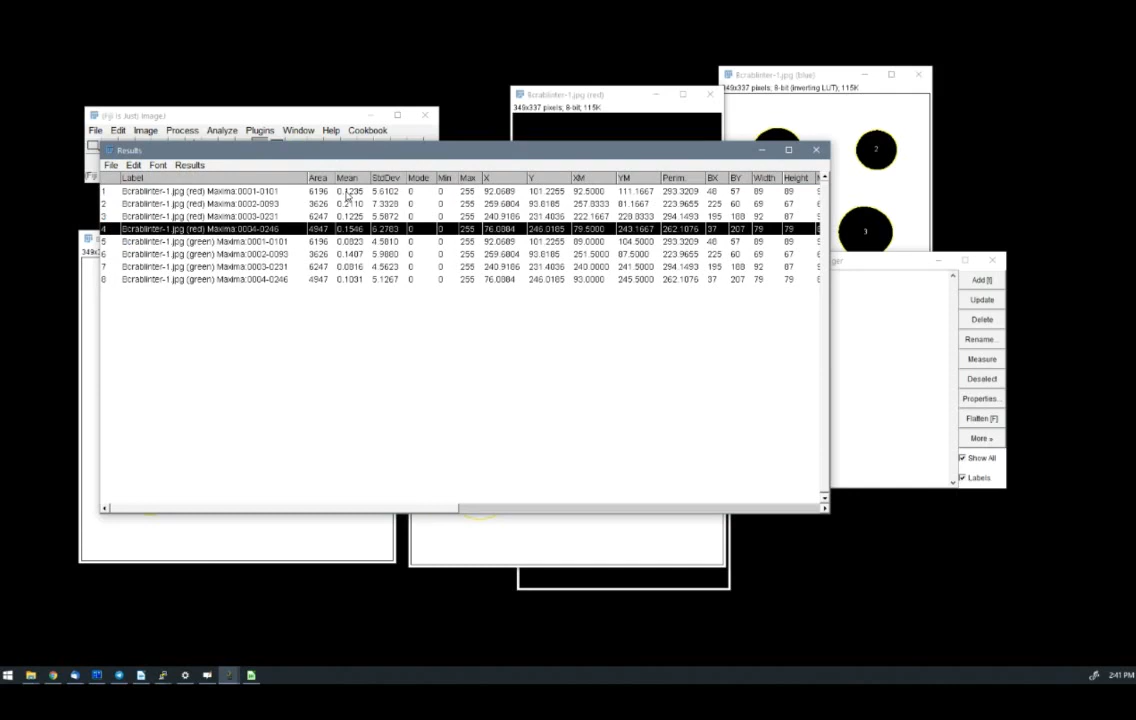 Bcrablinter-1.jpg (blue)
349x337 pixels; 8-bit (inverting LUT); 115K
2
3
Bcrablinter-1.jpg (red)
349x337 pixels; 8-bit; 115K
(Fiji Is Just) ImageJ
File Edit Image Process Analyze Plugins Window Help Cookbook
Results
File Edit Font Results
Label Area Mean StdDev Mode Min Max X Y XM YM Perim. BX BY Width Height
1 Bcrablinter-1.jpg (red) Maxima:0001-0101 6196 0.1235 5.6102 0 0 255 92.0689 101.2255 92.5000 111.1667 293.3209 48 57 89 89
2 Bcrablinter-1.jpg (red) Maxima:0002-0093 3626 0.2110 7.3328 0 0 255 259.6804 93.8186 257.8333 81.1667 223.9655 225 60 69 67
3 Bcrablinter-1.jpg (red) Maxima:0003-0231 6247 0.1225 5.5872 0 0 255 240.9186 231.4036 222.1667 228.8333 294.1493 195 188 92 87
4 Bcrablinter-1.jpg (red) Maxima:0004-0246 4947 0.1546 6.2783 0 0 255 76.0884 246.0185 79.5000 243.1667 262.1076 37 207 79 79
5 Bcrablinter-1.jpg (green) Maxima:0001-0101 6196 0.0823 4.5810 0 0 255 92.0689 101.2255 89.0000 104.5000 293.3209 48 57 89 89
6 Bcrablinter-1.jpg (green) Maxima:0002-0093 3626 0.1407 5.9880 0 0 255 259.6804 93.8186 251.5000 87.5000 223.9655 225 60 69 67
7 Bcrablinter-1.jpg (green) Maxima:0003-0231 6247 0.0816 4.5623 0 0 255 240.9186 231.4036 240.0000 241.5000 294.1493 195 188 92 87
8 Bcrablinter-1.jpg (green) Maxima:0004-0246 4947 0.1031 5.1267 0 0 255 76.0884 246.0185 93.0000 245.5000 262.1076 37 207 79 79
Add [t]
Update
Delete
Rename...
Measure
Deselect
Properties...
Flatten [F]
More »
Show All
Labels
2:41 PM